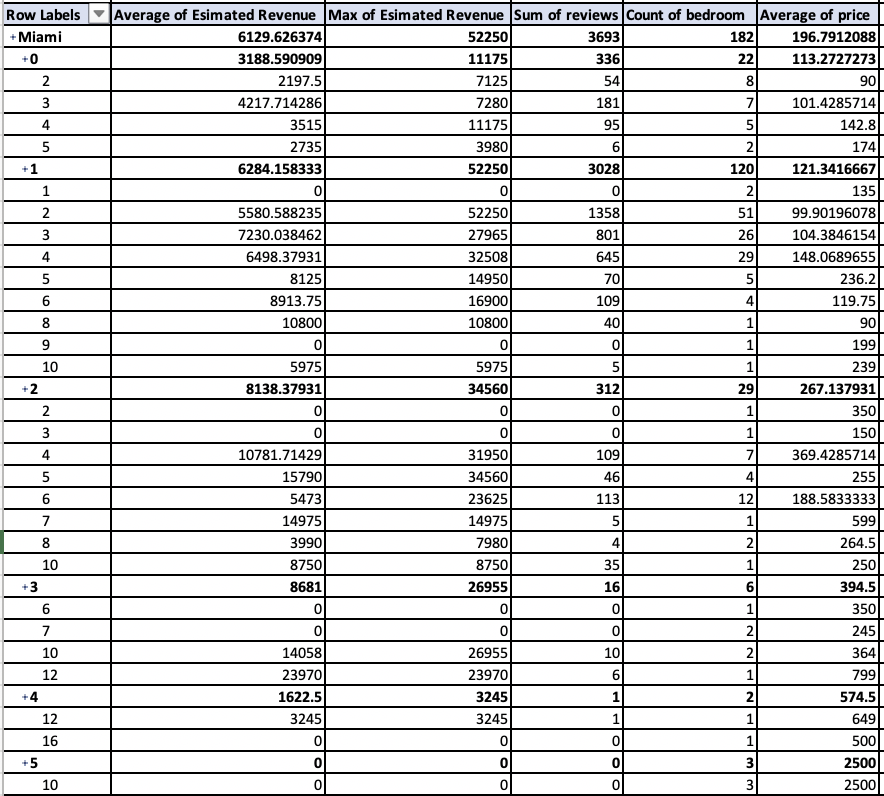 Row Labels Average of Esimated Revenue Max of Esimated Revenue Sum of reviews Count of bedroom Average of price
+Miami 6129.626374 52250 3693 182 196.7912088
+0 3188.590909 11175 336 22 113.2727273
2 2197.5 7125 54 8 90
3 4217.714286 7280 181 7 101.4285714
4 3515 11175 95 5 142.8
5 2735 3980 6 2 174
+1 6284.158333 52250 3028 120 121.3416667
1 0 0 0 2 135
2 5580.588235 52250 1358 51 99.90196078
3 7230.038462 27965 801 26 104.3846154
4 6498.37931 32508 645 29 148.0689655
5 8125 14950 70 5 236.2
6 8913.75 16900 109 4 119.75
8 10800 10800 40 1 90
9 0 0 0 1 199
10 5975 5975 5 1 239
+2 8138.37931 34560 312 29 267.137931
2 0 0 0 1 350
3 0 0 0 1 150
4 10781.71429 31950 109 7 369.4285714
5 15790 34560 46 4 255
6 5473 23625 113 12 188.5833333
7 14975 14975 5 1 599
8 3990 7980 4 2 264.5
10 8750 8750 35 1 250
+3 8681 26955 16 6 394.5
6 0 0 0 1 350
7 0 0 0 2 245
10 14058 26955 10 2 364
12 23970 23970 6 1 799
+4 1622.5 3245 1 2 574.5
12 3245 3245 1 1 649
16 0 0 0 1 500
+5 0 0 0 3 2500
10 0 0 0 3 2500